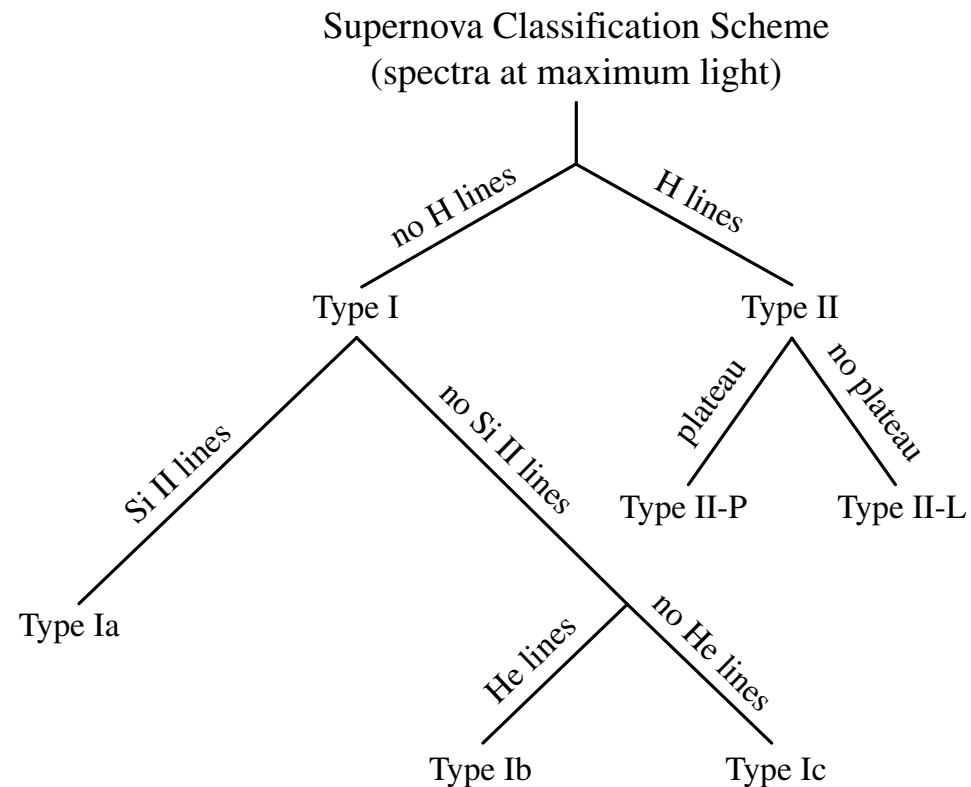 Supernova Classification Scheme
(spectra at maximum light)
no H lines
H lines
Type I
Type II
Si II lines
no Si II lines
plateau
no plateau
Type II-P
Type II-L
Type Ia
He lines
no He lines
Type Ib
Type Ic